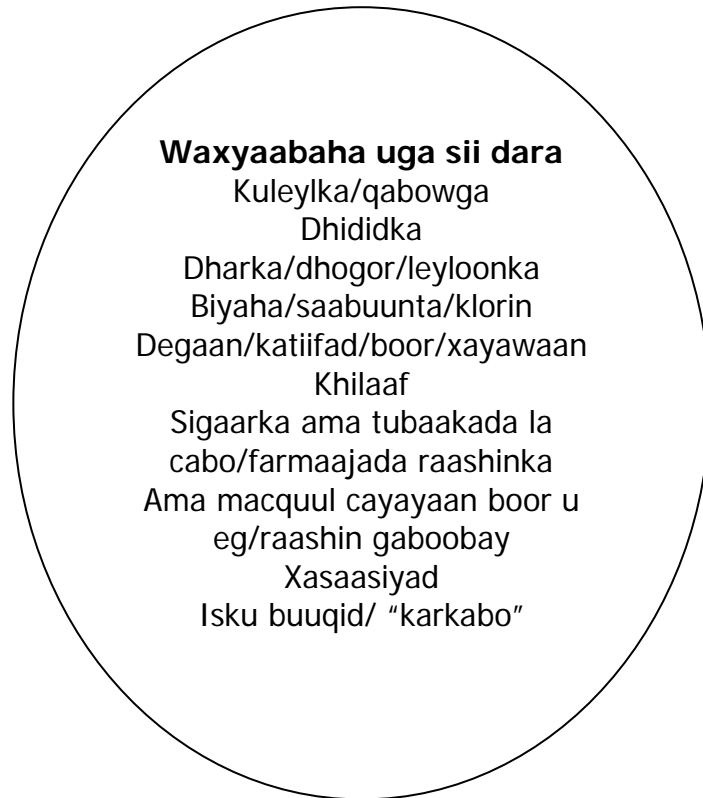 Waxyaabaha uga sii dara
Kuleylka/qabowga
Dhididka
Dharka/dhogor/leyloonka
Biyaha/saabuunta/klorin
Degaan/katiifad/boor/xayawaan
Khilaaf
Sigaarka ama tubaakada la
cabo/farmaajada raashinka
Ama macquul cayayaan boor u
eg/raashin gaboobay
Xasaasiyad
Isku buuqid/ “karkabo”